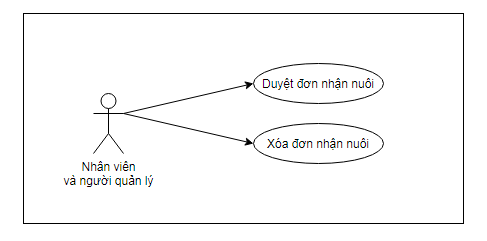 Duyệt đơn nhận nuôi
Xóa đơn nhận nuôi
Nhân viên
và người quản lý